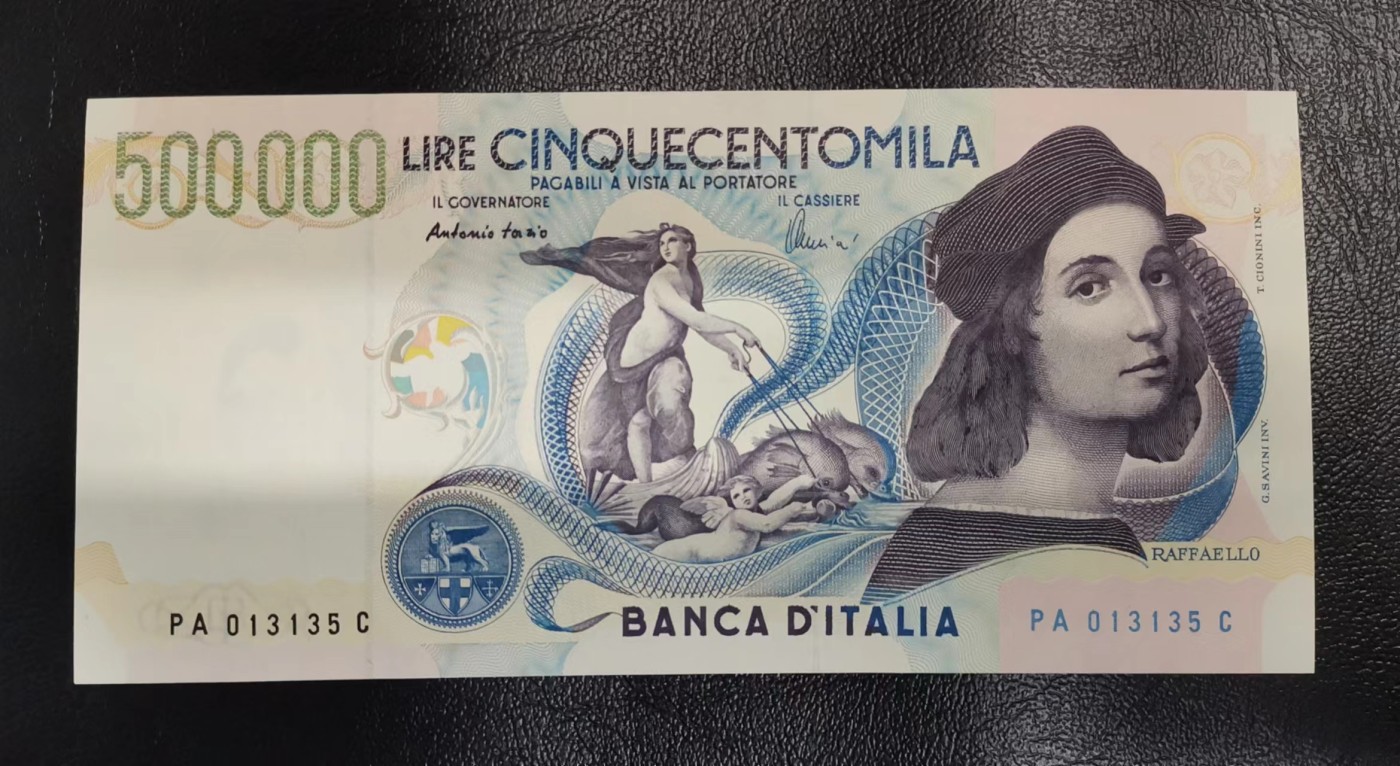 500000 LIRE CINQUECENTOMILA
PAGABILI A VISTA AL PORTATORE
IL GOVERNATORE IL CASSIERE
Antonio Fazio
T. CIONINI INC.
G. SAVINI INV.
RAFFAELLO
PA 013135 C
BANCA D'ITALIA
PA 013135 C